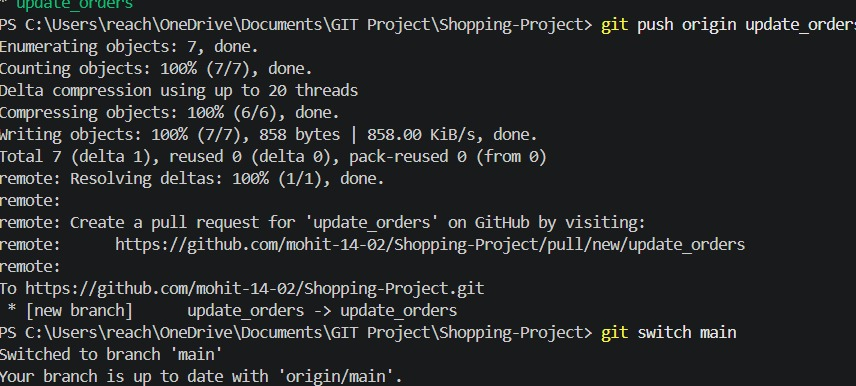 * update_orders
PS C:\Users\reach\OneDrive\Documents\GIT Project\Shopping-Project> git push origin update_orders
Enumerating objects: 7, done.
Counting objects: 100% (7/7), done.
Delta compression using up to 20 threads
Compressing objects: 100% (6/6), done.
Writing objects: 100% (7/7), 858 bytes | 858.00 KiB/s, done.
Total 7 (delta 1), reused 0 (delta 0), pack-reused 0 (from 0)
remote: Resolving deltas: 100% (1/1), done.
remote:
remote: Create a pull request for 'update_orders' on GitHub by visiting:
remote:      https://github.com/mohit-14-02/Shopping-Project/pull/new/update_orders
remote:
To https://github.com/mohit-14-02/Shopping-Project.git
 * [new branch]      update_orders -> update_orders
PS C:\Users\reach\OneDrive\Documents\GIT Project\Shopping-Project> git switch main
Switched to branch 'main'
Your branch is up to date with 'origin/main'.